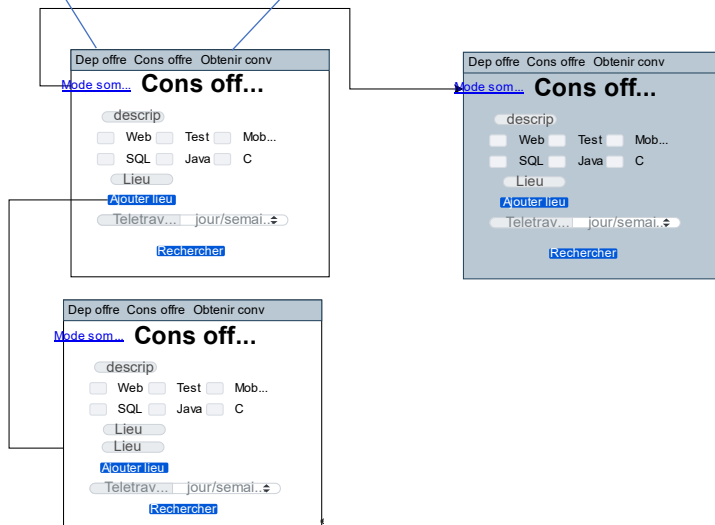 Dep offre Cons offre Obtenir conv
Mode som... Cons off...
descrip
Web Test Mob...
SQL Java C
Lieu
Ajouter lieu
Teletrav... jour/semai...
Rechercher
Dep offre Cons offre Obtenir conv
Mode som... Cons off...
descrip
Web Test Mob...
SQL Java C
Lieu
Ajouter lieu
Teletrav... jour/semai...
Rechercher
Dep offre Cons offre Obtenir conv
Mode som... Cons off...
descrip
Web Test Mob...
SQL Java C
Lieu
Lieu
Ajouter lieu
Teletrav... jour/semai...
Rechercher